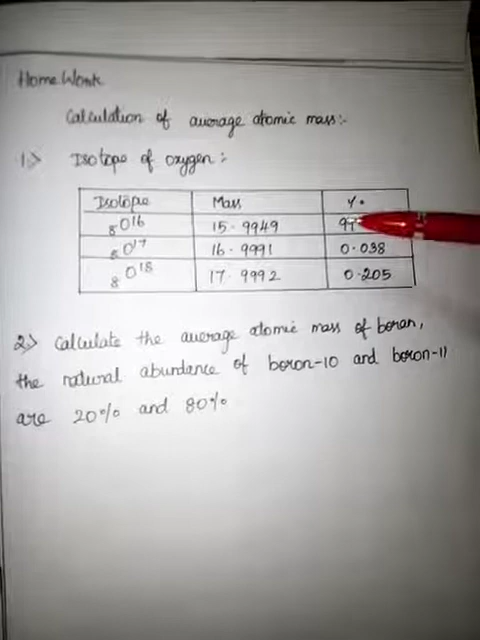 Home Work
Calculation of average atomic mass:-
1.> Isotope of oxygen:
Isotope Mass %
₈O¹⁶ 15.9949
₈O¹⁷ 16.9991 0.038
₈O¹⁸ 17.9992 0.205
2.> Calculate the average atomic mass of boran,
the natural abundance of boron-10 and boron-11
are 20% and 80%